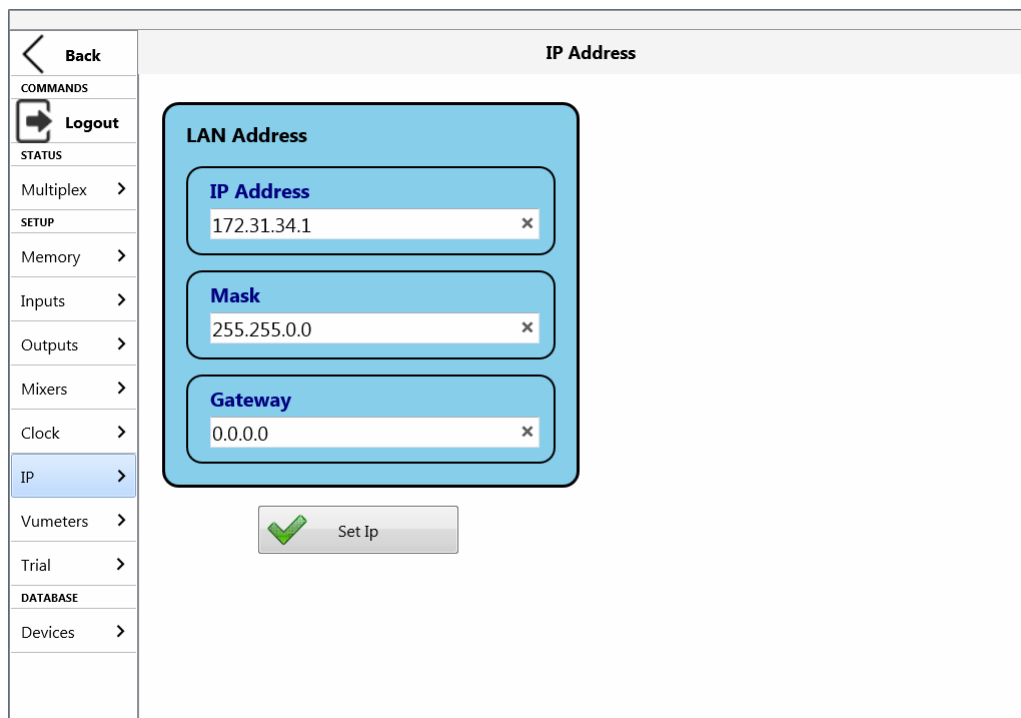 Back
IP Address
COMMANDS
Logout
STATUS
Multiplex
SETUP
Memory
Inputs
Outputs
Mixers
Clock
IP
Vumeters
Trial
DATABASE
Devices
LAN Address
IP Address
172.31.34.1
Mask
255.255.0.0
Gateway
0.0.0.0
Set Ip